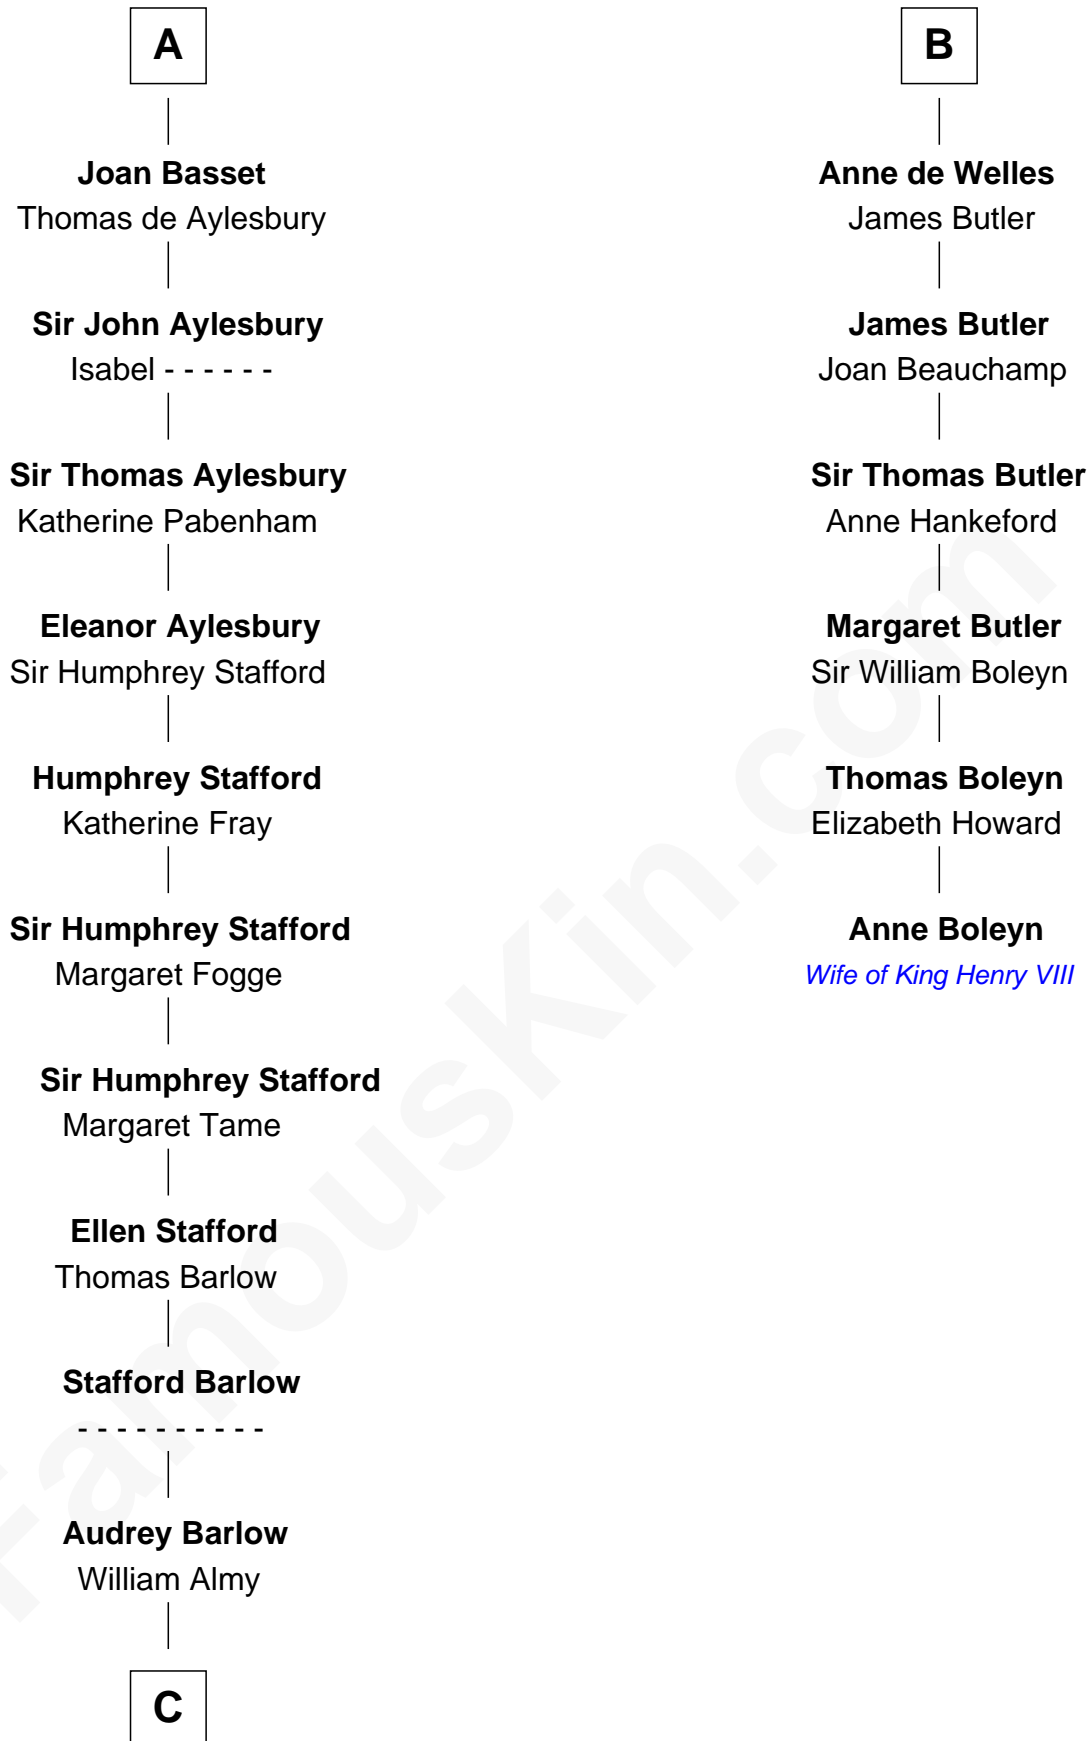 A
Joan Basset
Thomas de Aylesbury
Sir John Aylesbury
Isabel - - - - - -
Sir Thomas Aylesbury
Katherine Pabenham
Eleanor Aylesbury
Sir Humphrey Stafford
Humphrey Stafford
Katherine Fray
Sir Humphrey Stafford
Margaret Fogge
Sir Humphrey Stafford
Margaret Tame
Ellen Stafford
Thomas Barlow
Stafford Barlow
- - - - - - - - - -
Audrey Barlow
William Almy
C
B
Anne de Welles
James Butler
James Butler
Joan Beauchamp
Sir Thomas Butler
Anne Hankeford
Margaret Butler
Sir William Boleyn
Thomas Boleyn
Elizabeth Howard
Anne Boleyn
Wife of King Henry VIII
FamousKin.com